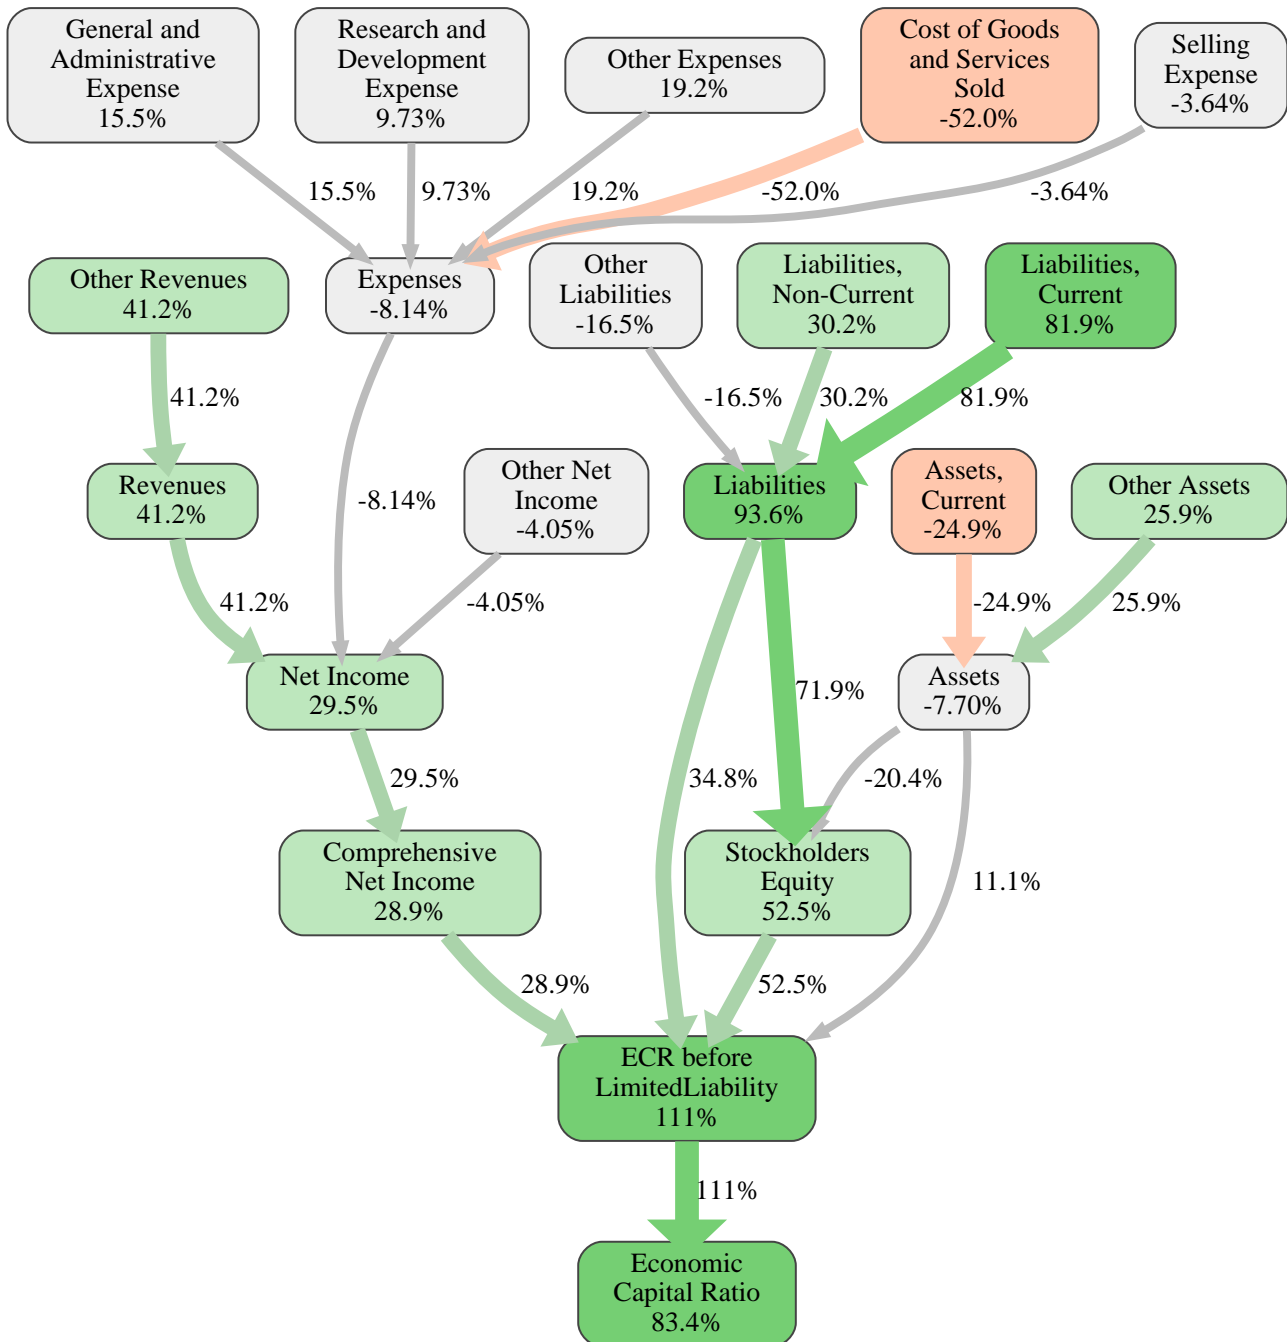 General and
Administrative
Expense
15.5%
Research and
Development
Expense
9.73%
Other Expenses
19.2%
Cost of Goods
and Services
Sold
-52.0%
Selling
Expense
-3.64%
15.5%
9.73%
19.2%
-52.0%
-3.64%
Other Revenues
41.2%
Expenses
-8.14%
Other
Liabilities
-16.5%
Liabilities,
Non-Current
30.2%
Liabilities,
Current
81.9%
41.2%
-16.5%
30.2%
81.9%
Revenues
41.2%
-8.14%
Other Net
Income
-4.05%
Liabilities
93.6%
Assets,
Current
-24.9%
Other Assets
25.9%
41.2%
-4.05%
-24.9%
25.9%
Net Income
29.5%
71.9%
Assets
-7.70%
29.5%
34.8%
-20.4%
Comprehensive
Net Income
28.9%
Stockholders
Equity
52.5%
11.1%
28.9%
52.5%
ECR before
LimitedLiability
111%
111%
Economic
Capital Ratio
83.4%